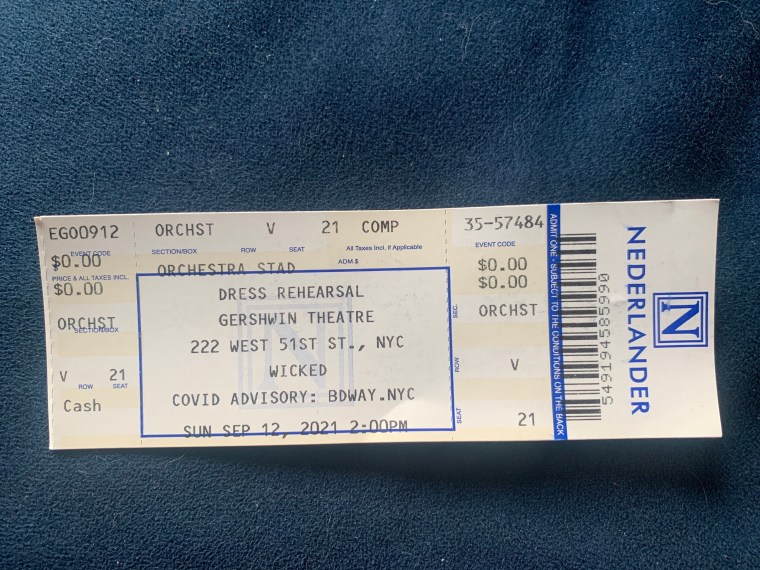 EG00912 ORCHST V 21 COMP 35-57484
EVENT CODE SECTION/BOX ROW SEAT All Taxes Incl. if Applicable EVENT CODE
$0.00 ADM.$ $0.00
PRICE & ALL TAXES INCL.
$0.00 ORCHESTRA STAD $0.00
DRESS REHEARSAL
ORCHST GERSHWIN THEATRE ORCHST
SECTION/BOX SEC.
222 WEST 51ST ST., NYC
V 21 WICKED V
ROW SEAT ROW
Cash COVID ADVISORY: BDWAY.NYC
SUN SEP 12, 2021 2:00PM 21
SEAT
ADMIT ONE - SUBJECT TO THE CONDITIONS ON THE BACK
549194585990
NEDERLANDER
N